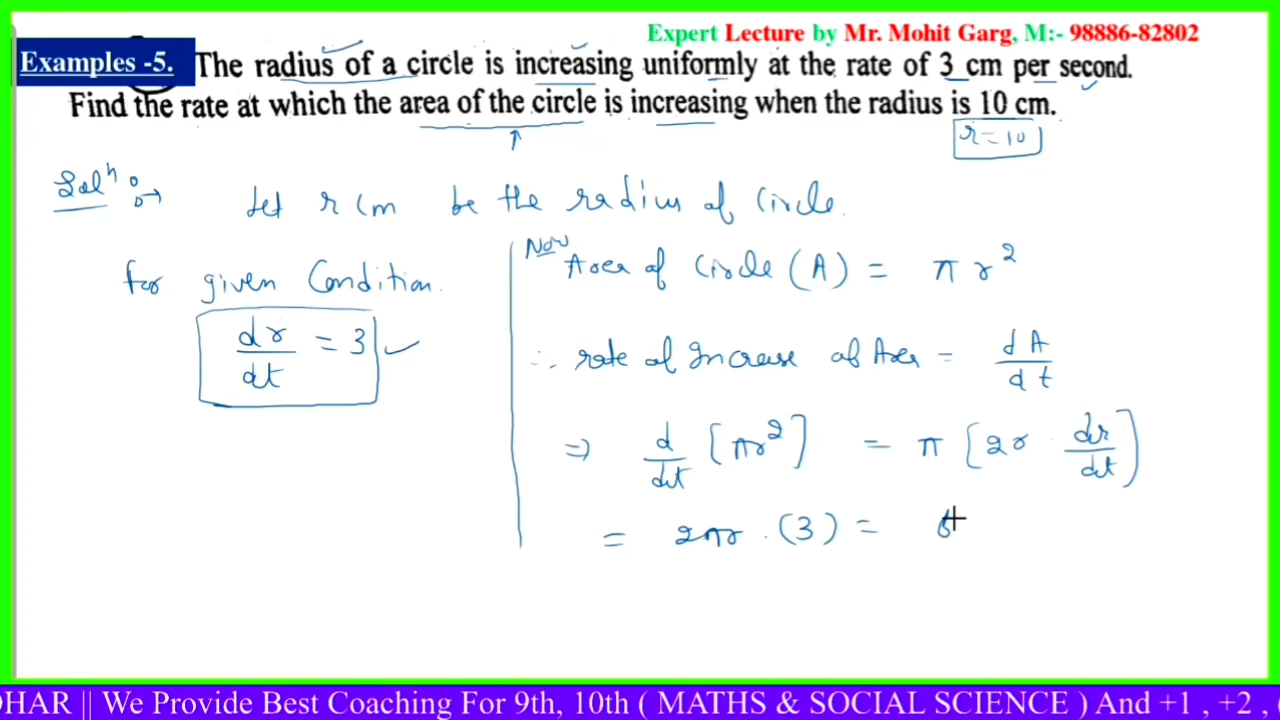 Expert Lecture by Mr. Mohit Garg, M:- 98886-82802
Examples -5. The radius of a circle is increasing uniformly at the rate of 3 cm per second.
Find the rate at which the area of the circle is increasing when the radius is 10 cm.
r = 10
Solⁿ :→ Let r cm be the radius of Circle.
for given Condition.
dr/dt = 3
Now
Area of Circle (A) = πr²
∴ rate of Increase of Area = dA/dt
⇒ d/dt [πr²] = π [2r · dr/dt]
= 2πr · (3) = 6
OHAR || We Provide Best Coaching For 9th, 10th ( MATHS & SOCIAL SCIENCE ) And +1 , +2 ,